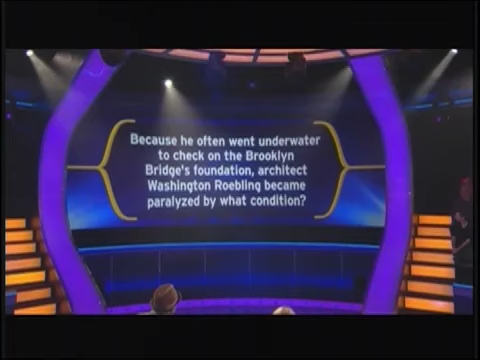 Because he often went underwater
to check on the Brooklyn
Bridge's foundation, architect
Washington Roebling became
paralyzed by what condition?